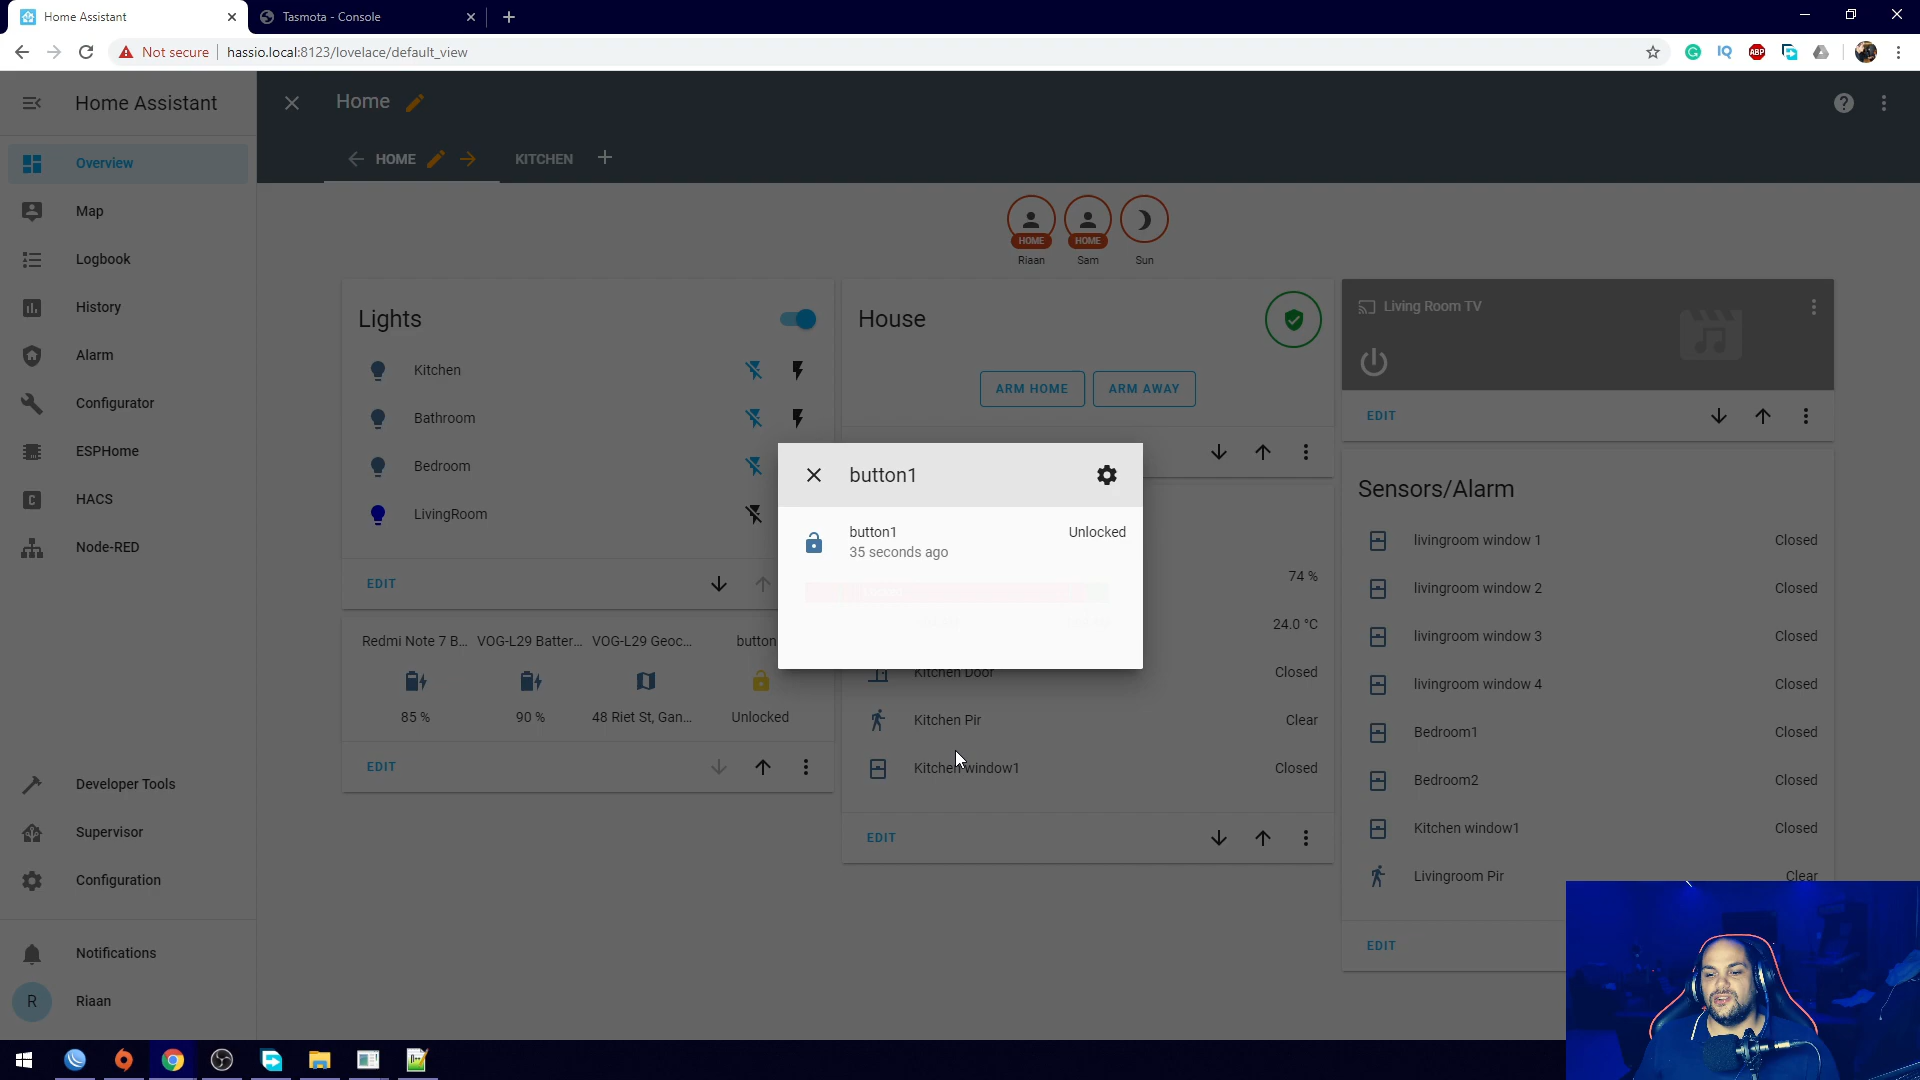 Home Assistant
Tasmota - Console
Not secure
hassio.local:8123/lovelace/default_view
IQ
ABP
Home Assistant
Home
HOME
KITCHEN
Overview
Map
Logbook
History
Alarm
Configurator
ESPHome
C
HACS
Node-RED
Developer Tools
Supervisor
Configuration
Notifications
R
Riaan
HOME
HOME
Riaan
Sam
Sun
Lights
Kitchen
Bathroom
Bedroom
LivingRoom
EDIT
Redmi Note 7 B...
VOG-L29 Batter...
VOG-L29 Geoc...
button
85 %
90 %
48 Riet St, Gan...
Unlocked
EDIT
House
ARM HOME
ARM AWAY
button1
button1
Unlocked
35 seconds ago
74 %
24.0 °C
Kitchen Door
Closed
Kitchen Pir
Clear
Kitchen window1
Closed
EDIT
Living Room TV
EDIT
Sensors/Alarm
livingroom window 1
Closed
livingroom window 2
Closed
livingroom window 3
Closed
livingroom window 4
Closed
Bedroom1
Closed
Bedroom2
Closed
Kitchen window1
Closed
Livingroom Pir
Clear
EDIT